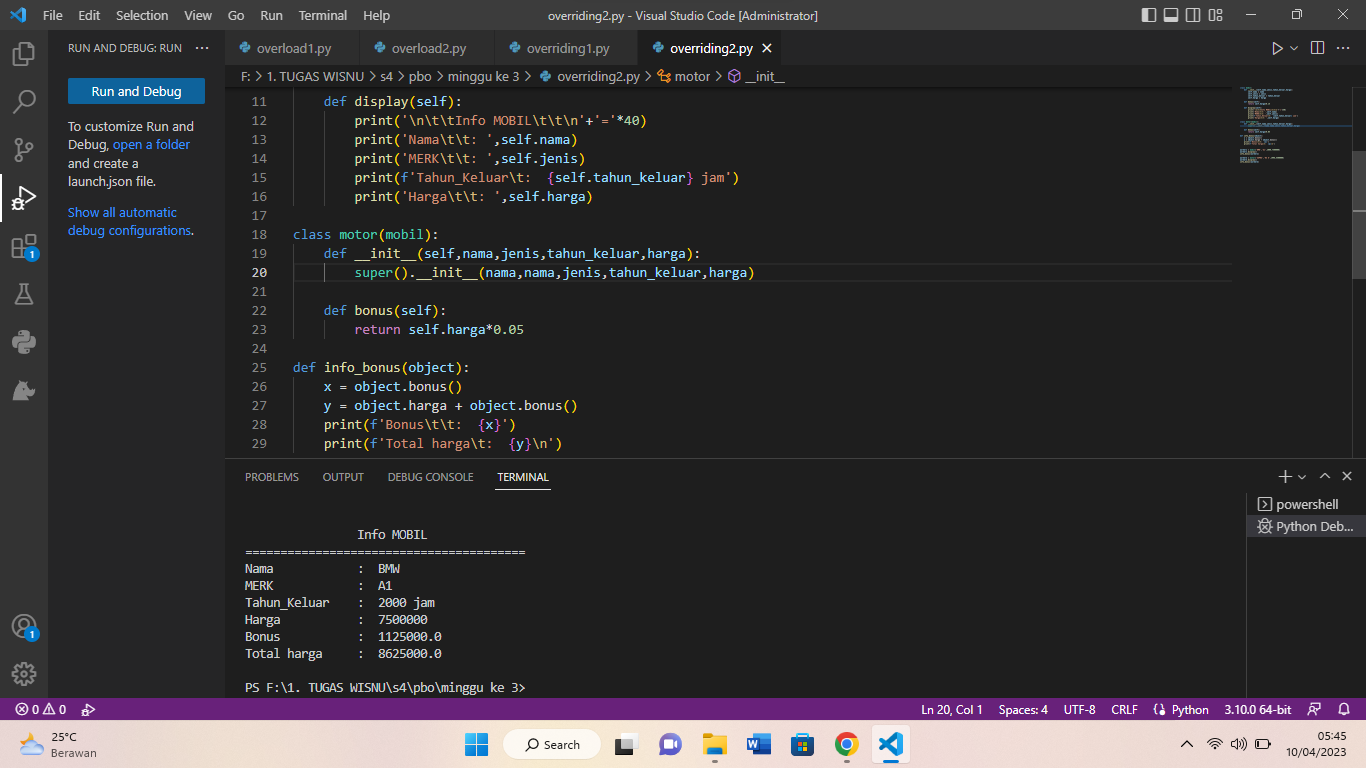 File Edit Selection View Go Run Terminal Help
overriding2.py - Visual Studio Code [Administrator]
RUN AND DEBUG: RUN ...
overload1.py
overload2.py
overriding1.py
overriding2.py
F: > 1. TUGAS WISNU > s4 > pbo > minggu ke 3 > overriding2.py > motor > __init__
Run and Debug
To customize Run and
Debug, open a folder
and create a
launch.json file.
Show all automatic
debug configurations.
11 def display(self):
12 print('\n\t\tInfo MOBIL\t\t\n'+'='*40)
13 print('Nama\t\t: ',self.nama)
14 print('MERK\t\t: ',self.jenis)
15 print(f'Tahun_Keluar\t:  {self.tahun_keluar} jam')
16 print('Harga\t\t: ',self.harga)
17
18 class motor(mobil):
19 def __init__(self,nama,jenis,tahun_keluar,harga):
20 super().__init__(nama,nama,jenis,tahun_keluar,harga)
21
22 def bonus(self):
23 return self.harga*0.05
24
25 def info_bonus(object):
26 x = object.bonus()
27 y = object.harga + object.bonus()
28 print(f'Bonus\t\t:  {x}')
29 print(f'Total harga\t:  {y}\n')
PROBLEMS OUTPUT DEBUG CONSOLE TERMINAL
powershell
Python Deb...
Info MOBIL
========================================
Nama : BMW
MERK : A1
Tahun_Keluar : 2000 jam
Harga : 7500000
Bonus : 1125000.0
Total harga : 8625000.0
PS F:\1. TUGAS WISNU\s4\pbo\minggu ke 3>
1
1
0 0
Ln 20, Col 1 Spaces: 4 UTF-8 CRLF Python 3.10.0 64-bit
25°C
Berawan
Search
05:45
10/04/2023